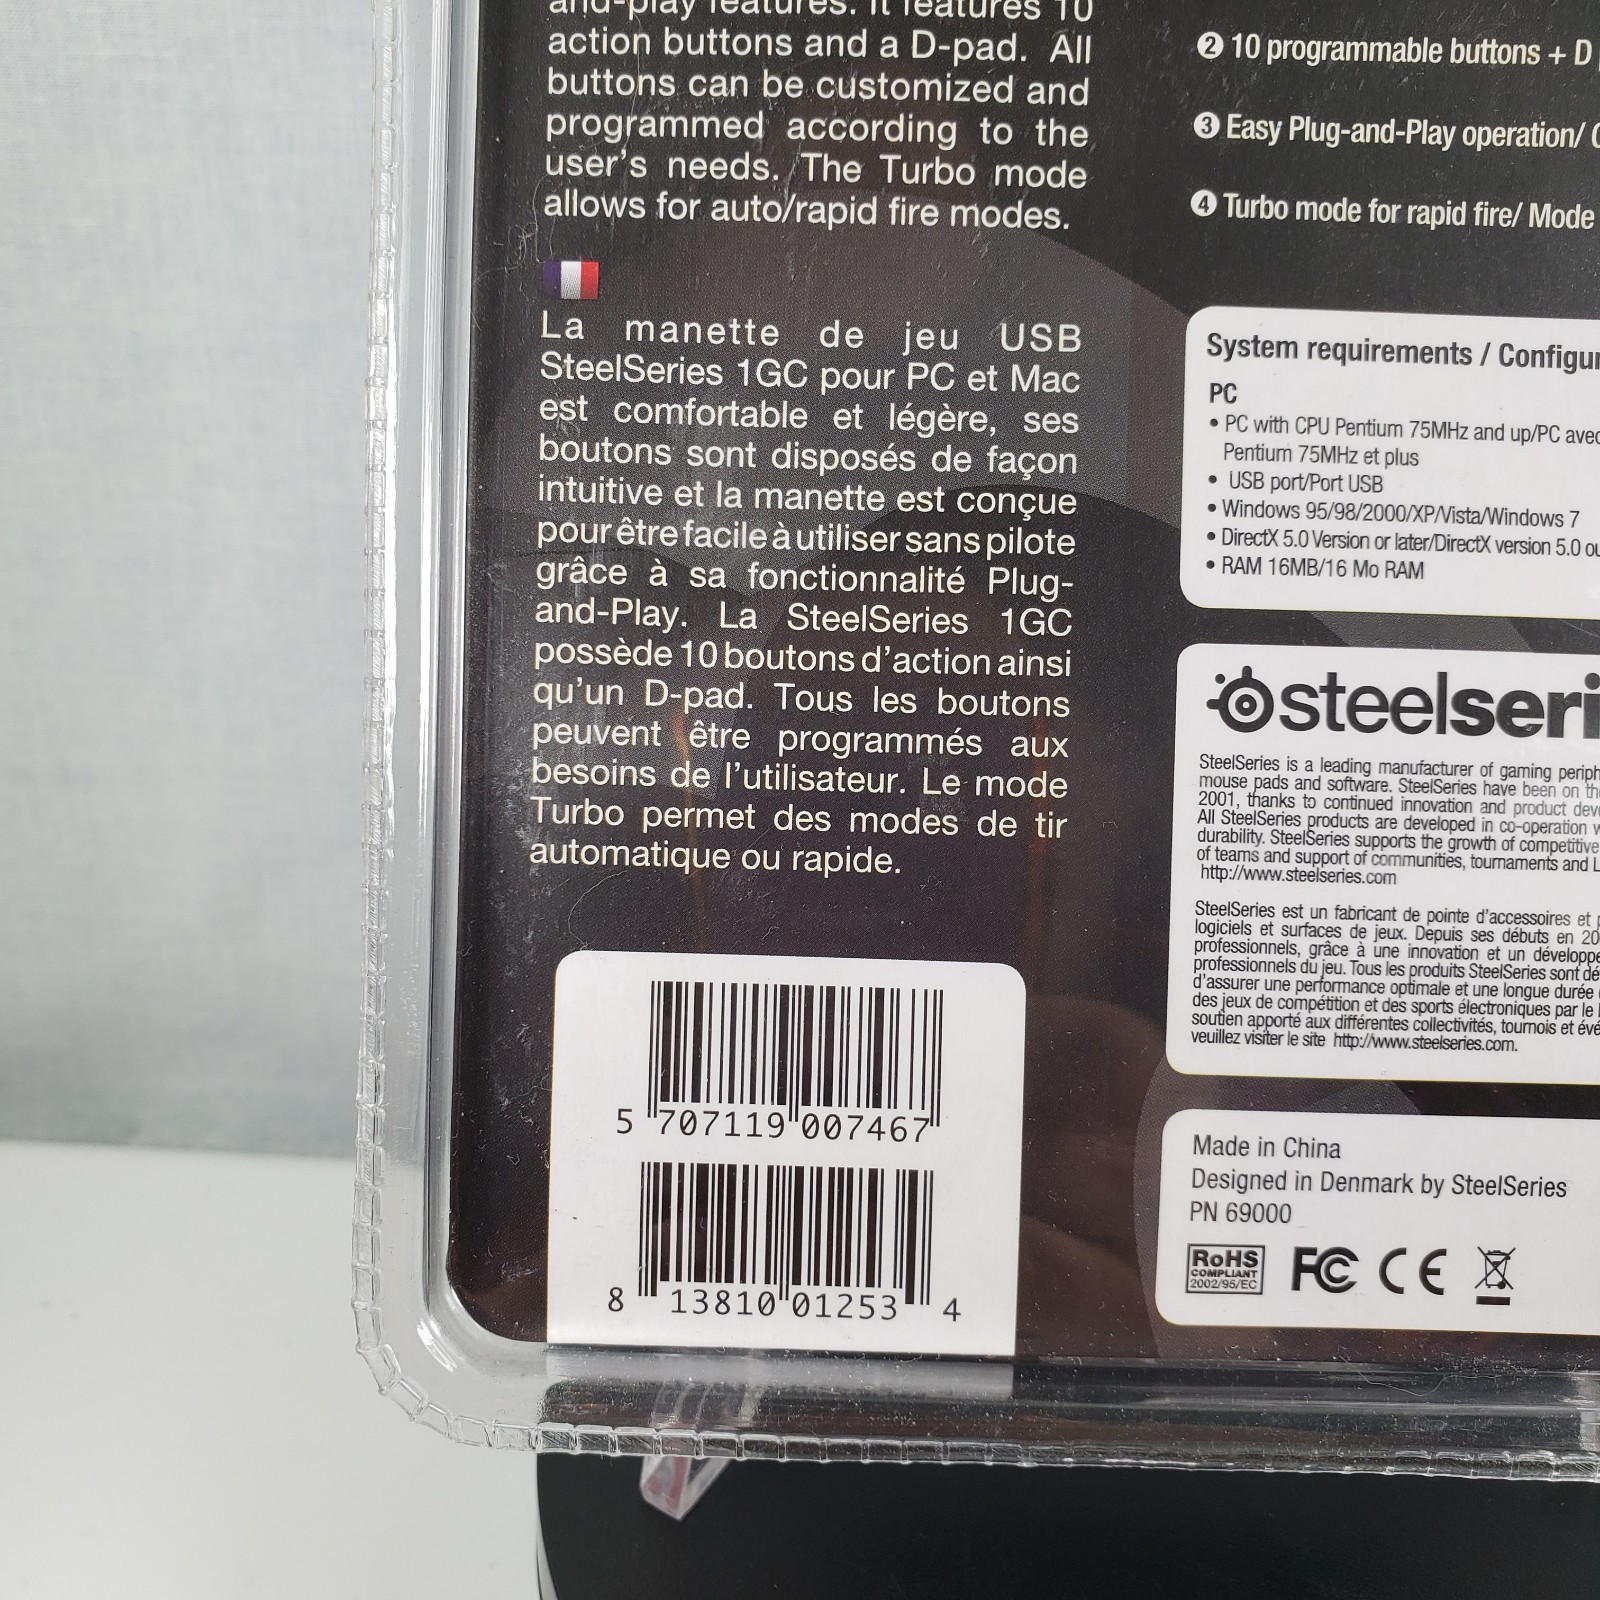 and-play features. It features 10
action buttons and a D-pad. All
buttons can be customized and
programmed according to the
user's needs. The Turbo mode
allows for auto/rapid fire modes.
La manette de jeu USB
SteelSeries 1GC pour PC et Mac
est comfortable et légère, ses
boutons sont disposés de façon
intuitive et la manette est conçue
pour être facile à utiliser sans pilote
grâce à sa fonctionnalité Plug-
and-Play. La SteelSeries 1GC
possède 10 boutons d'action ainsi
qu'un D-pad. Tous les boutons
peuvent être programmés aux
besoins de l'utilisateur. Le mode
Turbo permet des modes de tir
automatique ou rapide.
5 707119 007467
8 13810 01253 4
2 10 programmable buttons + D
3 Easy Plug-and-Play operation/
4 Turbo mode for rapid fire/ Mode
System requirements /
PC
• PC with CPU Pentium 75MHz and up/PC avec
Pentium 75MHz et plus
• USB port/Port USB
• Windows 95/98/2000/XP/Vista/Windows 7
• DirectX 5.0 Version or later/DirectX version 5.0
• RAM 16MB/16 Mo RAM
steelseri
SteelSeries is a leading manufacturer of gaming
mouse pads and software. SteelSeries have been on
2001, thanks to continued innovation and product
All SteelSeries products are developed in co-operation
durability. SteelSeries supports the growth of competitive
of teams and support of communities, tournaments and
http://www.steelseries.com
SteelSeries est un fabricant de pointe d'accessoires et
logiciels et surfaces de jeux. Depuis ses débuts en 20
professionnels, grâce à une innovation et un
professionnels du jeu. Tous les produits SteelSeries sont
d'assurer une performance optimale et une longue durée
des jeux de compétition et des sports électroniques par le
soutien apporté aux différentes collectivités, tournois et
veuillez visiter le site http://www.steelseries.com.
Made in China
Designed in Denmark by SteelSeries
PN 69000
RoHS
COMPLIANT
2002/95/EC
FC CE